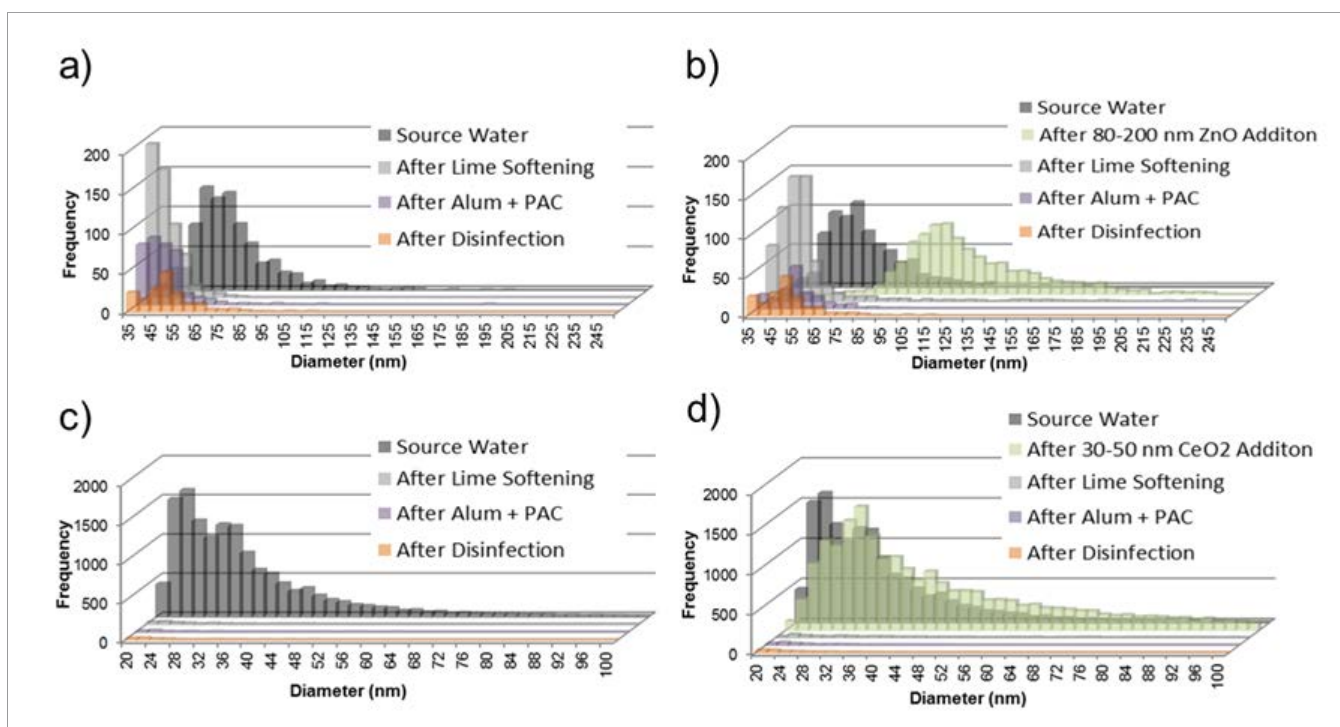 a)
Source Water
After Lime Softening
After Alum + PAC
After Disinfection
Frequency
200
150
100
50
0
35 45 55 65 75 85 95 105 115 125 135 145 155 165 175 185 195 205 215 225 235 245
Diameter (nm)
b)
Source Water
After 80-200 nm ZnO Additon
After Lime Softening
After Alum + PAC
After Disinfection
Frequency
200
150
100
50
0
35 45 55 65 75 85 95 105 115 125 135 145 155 165 175 185 195 205 215 225 235 245
Diameter (nm)
c)
Source Water
After Lime Softening
After Alum + PAC
After Disinfection
Frequency
2000
1500
1000
500
0
20 24 28 32 36 40 44 48 52 56 60 64 68 72 76 80 84 88 92 96 100
Diameter (nm)
d)
Source Water
After 30-50 nm CeO2 Additon
After Lime Softening
After Alum + PAC
After Disinfection
Frequency
2000
1500
1000
500
0
20 24 28 32 36 40 44 48 52 56 60 64 68 72 76 80 84 88 92 96 100
Diameter (nm)